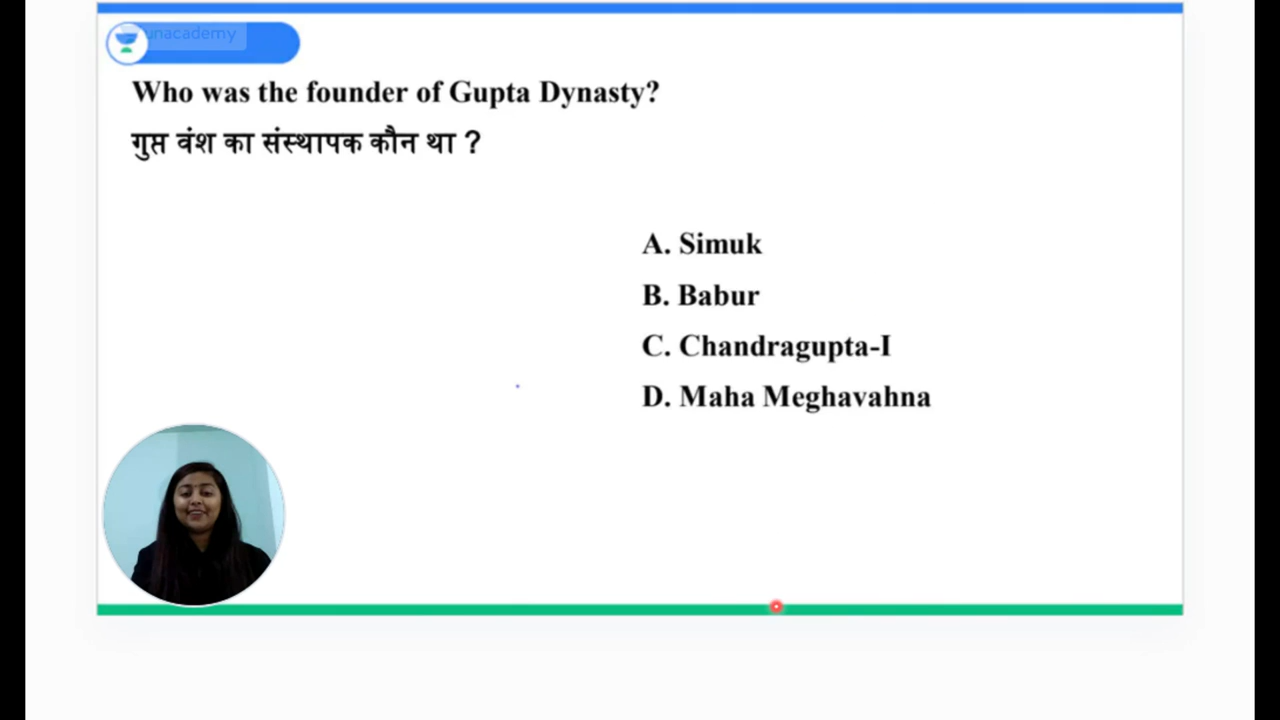 unacademy
Who was the founder of Gupta Dynasty?
गुप्त वंश का संस्थापक कौन था ?
A. Simuk
B. Babur
C. Chandragupta-I
D. Maha Meghavahna